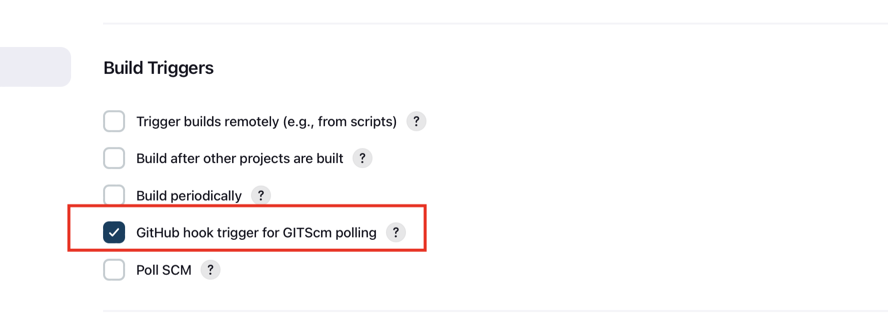 Build Triggers
Trigger builds remotely (e.g., from scripts) ?
Build after other projects are built ?
Build periodically ?
GitHub hook trigger for GITScm polling ?
Poll SCM ?